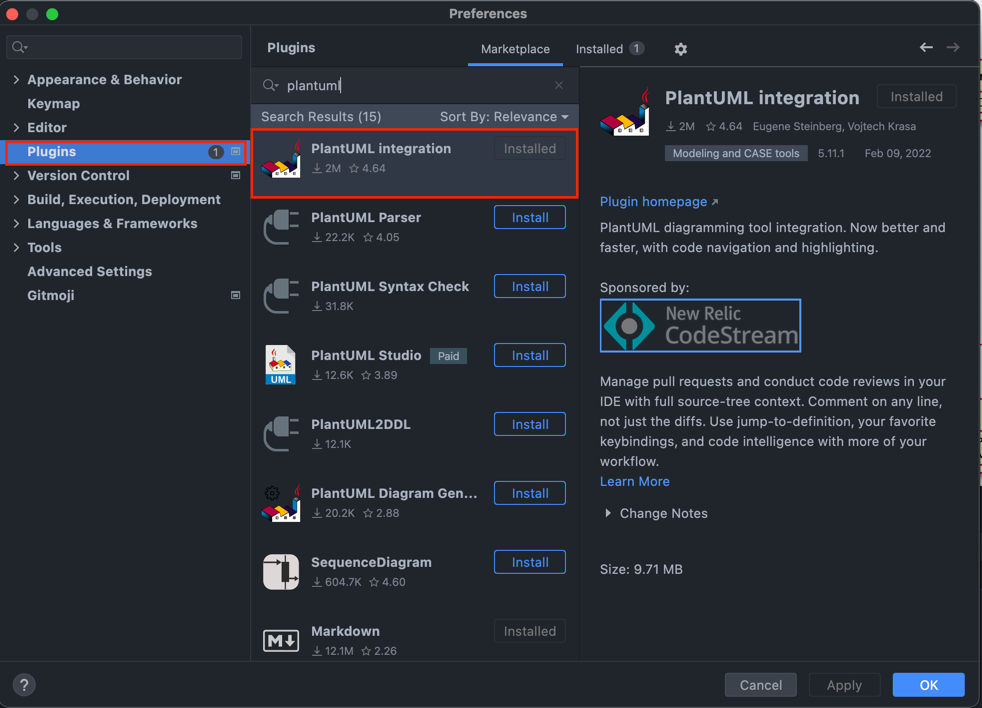 Preferences
Appearance & Behavior
Keymap
Editor
Plugins 1
Version Control
Build, Execution, Deployment
Languages & Frameworks
Tools
Advanced Settings
Gitmoji
Plugins Marketplace Installed 1
plantuml
Search Results (15) Sort By: Relevance
PlantUML integration Installed
2M 4.64
PlantUML Parser Install
22.2K 4.05
PlantUML Syntax Check Install
31.8K
UML
PlantUML Studio Paid Install
12.6K 3.89
PlantUML2DDL Install
12.1K
PlantUML Diagram Gen... Install
20.2K 2.88
SequenceDiagram Install
604.7K 4.60
M
Markdown Installed
12.1M 2.26
PlantUML integration Installed
2M 4.64 Eugene Steinberg, Vojtech Krasa
Modeling and CASE tools 5.11.1 Feb 09, 2022
Plugin homepage
PlantUML diagramming tool integration. Now better and
faster, with code navigation and highlighting.
Sponsored by:
New Relic
CodeStream
Manage pull requests and conduct code reviews in your
IDE with full source-tree context. Comment on any line,
not just the diffs. Use jump-to-definition, your favorite
keybindings, and code intelligence with more of your
workflow.
Learn More
Change Notes
Size: 9.71 MB
? Cancel Apply OK